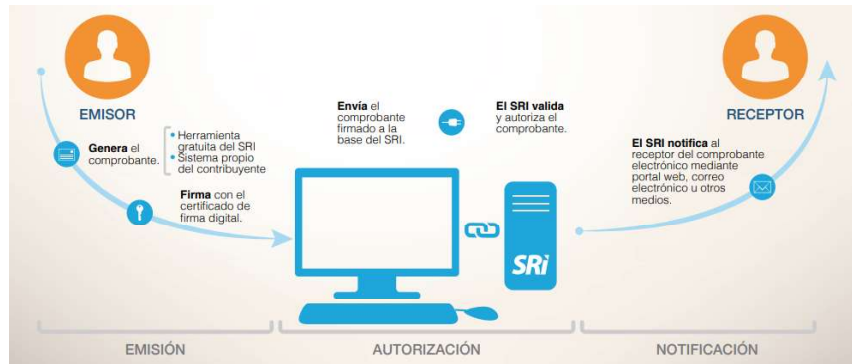 EMISOR
Genera el
comprobante.
• Herramienta
gratuita del SRI
• Sistema propio
del contribuyente
Firma con el
certificado de
firma digital.
Envía el
comprobante
firmado a la
base del SRI.
El SRI valida
y autoriza el
comprobante.
SRi
RECEPTOR
El SRI notifica al
receptor del comprobante
electrónico mediante
portal web, correo
electrónico u otros
medios.
EMISIÓN
AUTORIZACIÓN
NOTIFICACIÓN